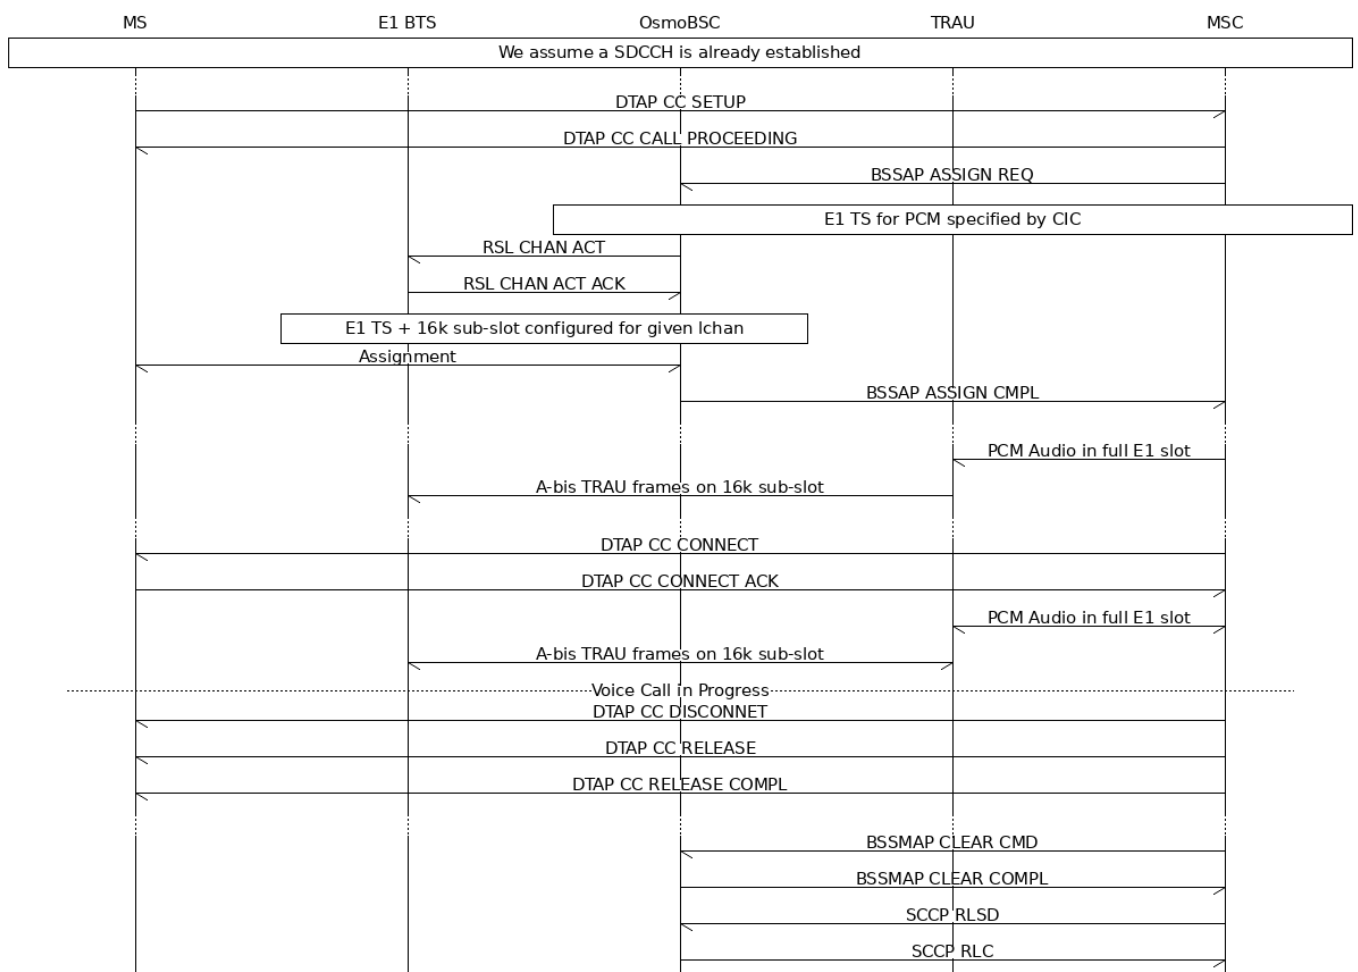 MS E1 BTS OsmoBSC TRAU MSC
We assume a SDCCH is already established
DTAP CC SETUP
DTAP CC CALL PROCEEDING
BSSAP ASSIGN REQ
E1 TS for PCM specified by CIC
RSL CHAN ACT
RSL CHAN ACT ACK
E1 TS + 16k sub-slot configured for given lchan
Assignment
BSSAP ASSIGN CMPL
PCM Audio in full E1 slot
A-bis TRAU frames on 16k sub-slot
DTAP CC CONNECT
DTAP CC CONNECT ACK
PCM Audio in full E1 slot
A-bis TRAU frames on 16k sub-slot
Voice Call in Progress
DTAP CC DISCONNET
DTAP CC RELEASE
DTAP CC RELEASE COMPL
BSSMAP CLEAR CMD
BSSMAP CLEAR COMPL
SCCP RLSD
SCCP RLC